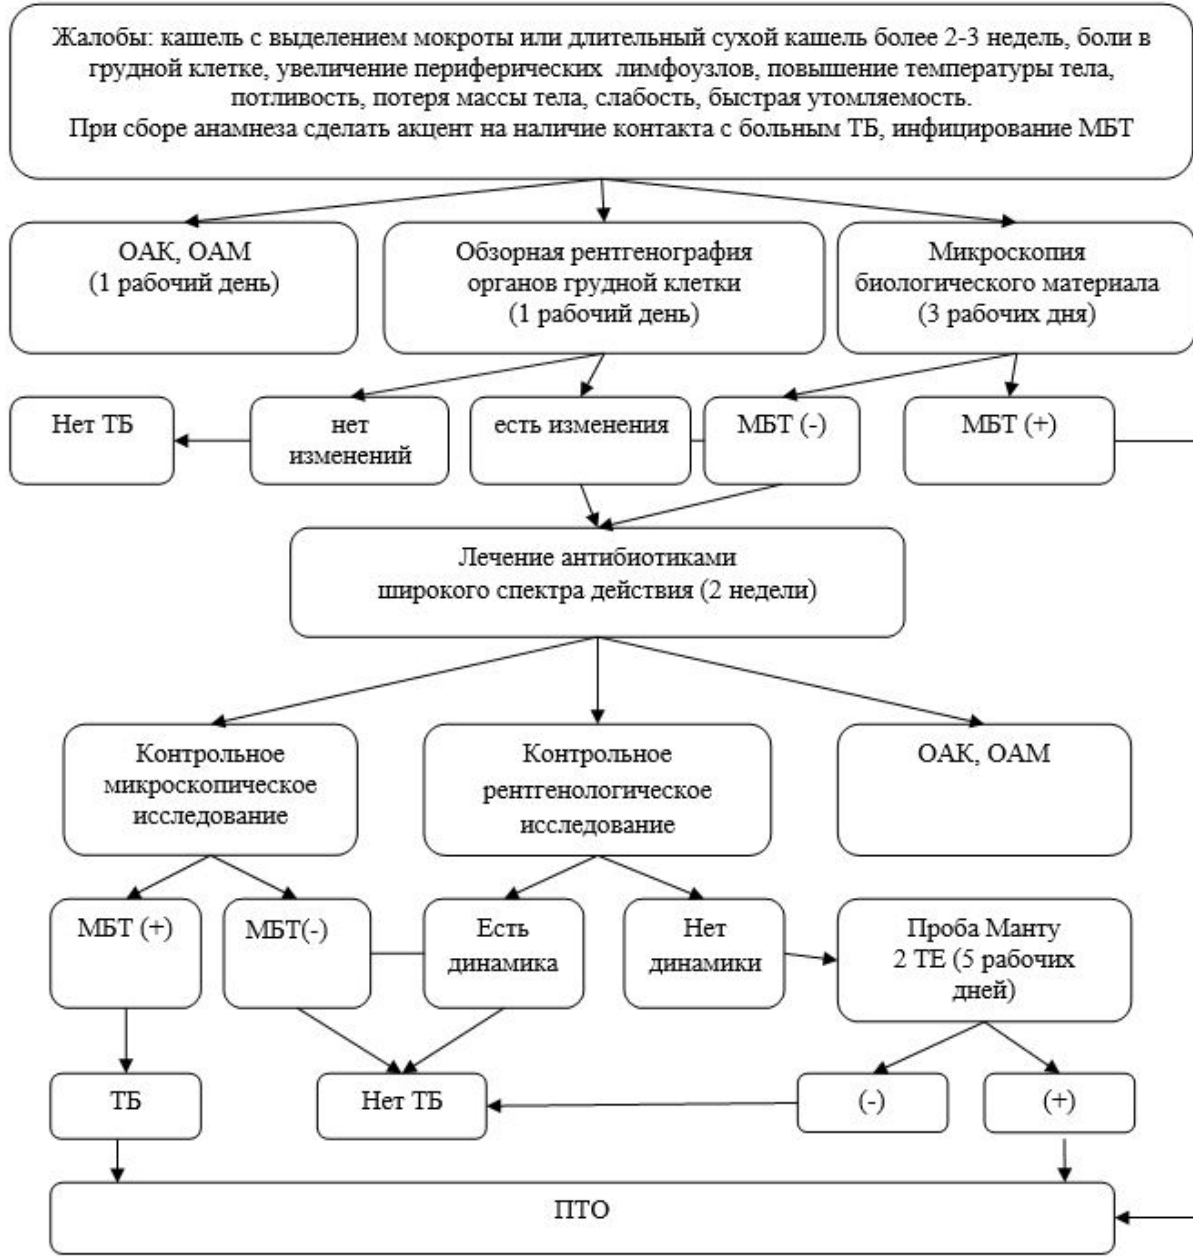 Жалобы: кашель с выделением мокроты или длительный сухой кашель более 2-3 недель, боли в
грудной клетке, увеличение периферических лимфоузлов, повышение температуры тела,
потливость, потеря массы тела, слабость, быстрая утомляемость.
При сборе анамнеза сделать акцент на наличие контакта с больным ТБ, инфицирование МБТ
ОАК, ОАМ
(1 рабочий день)
Обзорная рентгенография
органов грудной клетки
(1 рабочий день)
Микроскопия
биологического материала
(3 рабочих дня)
Нет ТБ
нет
изменений
есть изменения
МБТ (-)
МБТ (+)
Лечение антибиотиками
широкого спектра действия (2 недели)
Контрольное
микроскопическое
исследование
Контрольное
рентгенологическое
исследование
ОАК, ОАМ
МБТ (+)
МБТ(-)
Есть
динамика
Нет
динамики
Проба Манту
2 ТЕ (5 рабочих
дней)
ТБ
Нет ТБ
(-)
(+)
ПТО